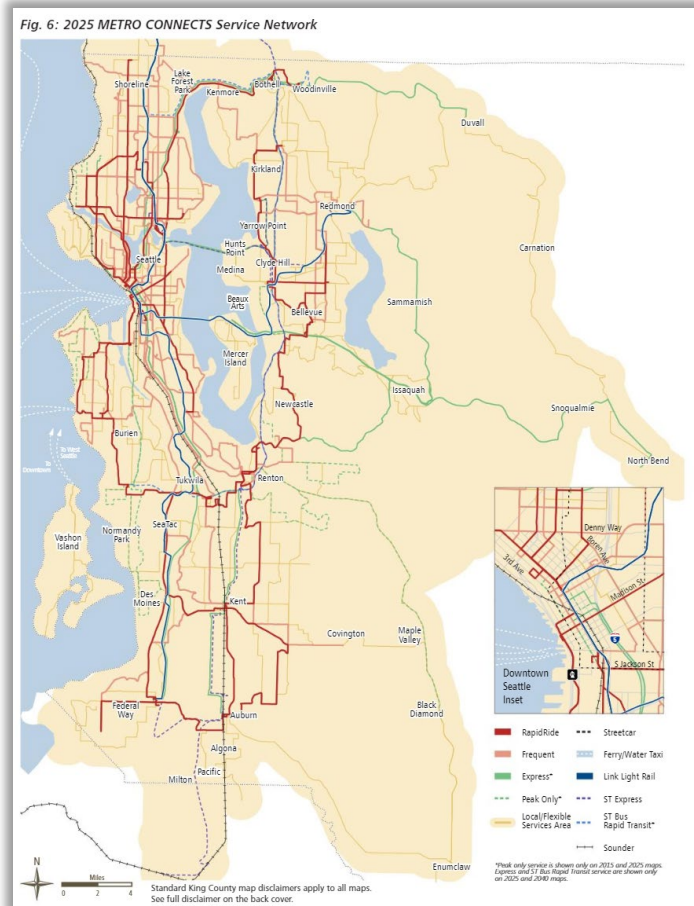 Fig. 6: 2025 METRO CONNECTS Service Network
Shoreline
Lake
Forest
Park
Kenmore
Bothell
Woodinville
Duvall
Kirkland
Redmond
Yarrow Point
Hunts
Point
Clyde Hill
Medina
Seattle
Carnation
Beaux
Arts
Bellevue
Sammamish
Mercer
Island
Issaquah
Newcastle
Snoqualmie
North Bend
Burien
To West
Seattle
To
Downtown
Tukwila
Renton
SeaTac
Normandy
Park
Vashon
Island
Des
Moines
Kent
Covington
Maple
Valley
Black
Diamond
Federal
Way
Auburn
Algona
Pacific
Milton
Enumclaw
Denny Way
Boren Ave
3rd Ave
Madison St
5
S Jackson St
Downtown
Seattle
Inset
RapidRide
Frequent
Express*
Peak Only*
Local/Flexible
Services Area
Streetcar
Ferry/Water Taxi
Link Light Rail
ST Express
ST Bus
Rapid Transit*
Sounder
*Peak only service is shown only on 2015 and 2025 maps.
Express and ST Bus Rapid Transit service are shown only
on 2025 and 2040 maps.
N
Miles
0 2 4
Standard King County map disclaimers apply to all maps.
See full disclaimer on the back cover.